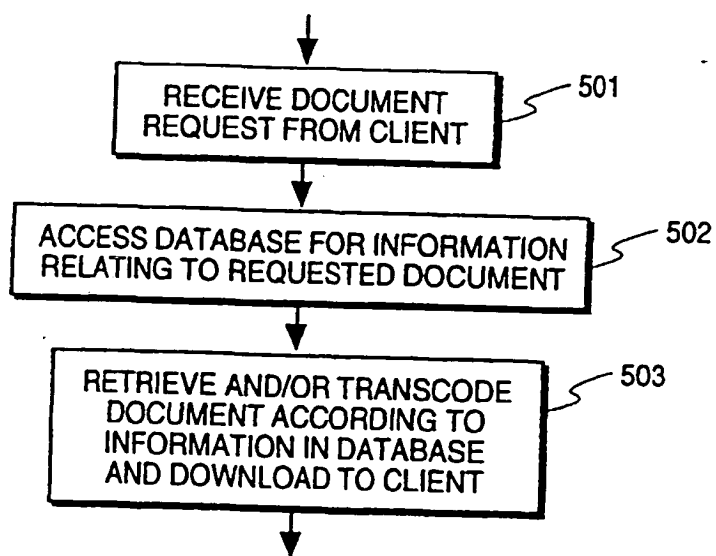 RECEIVE DOCUMENT
REQUEST FROM CLIENT
501
ACCESS DATABASE FOR INFORMATION
RELATING TO REQUESTED DOCUMENT
502
RETRIEVE AND/OR TRANSCODE
DOCUMENT ACCORDING TO
INFORMATION IN DATABASE
AND DOWNLOAD TO CLIENT
503